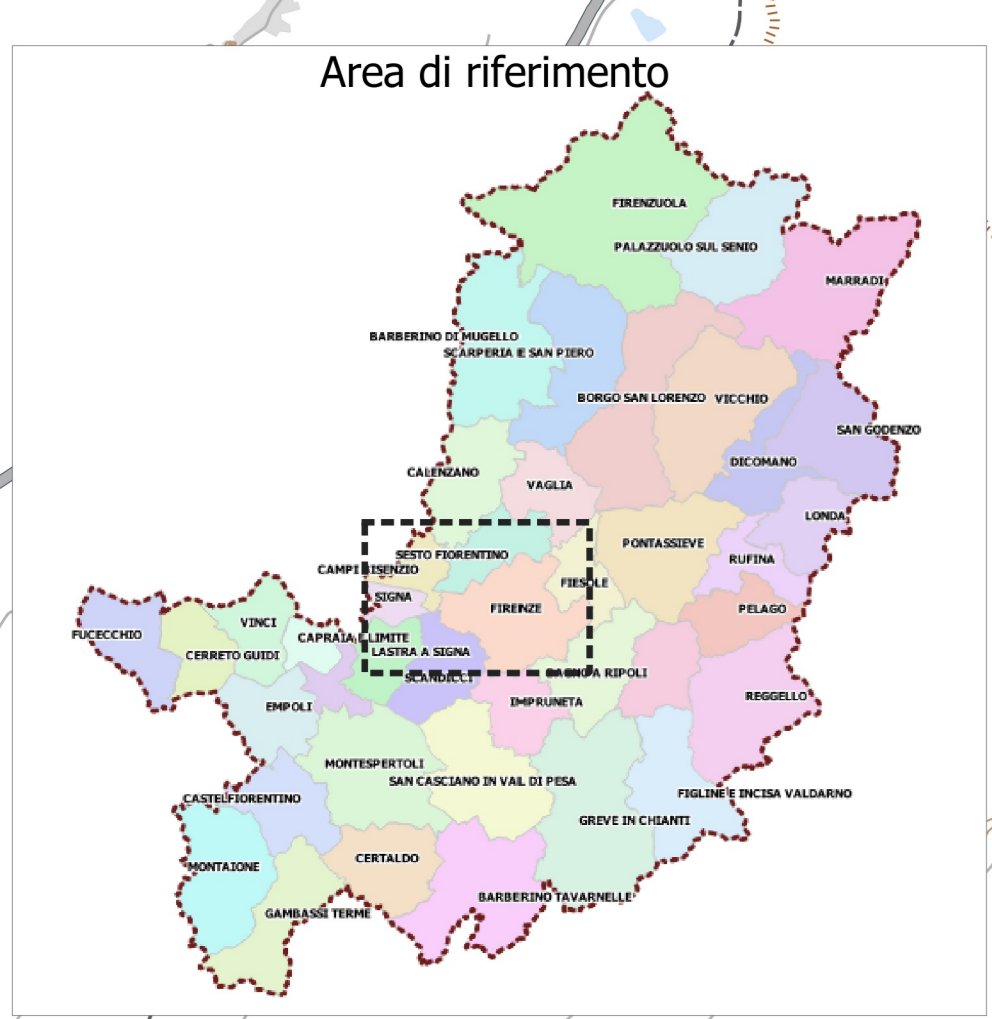 Area di riferimento
FIRENZUOLA
PALAZZUOLO SUL SENIO
MARRADI
BARBERINO DI MUGELLO
SCARPERIA E SAN PIERO
BORGO SAN LORENZO
VICCHIO
SAN GODENZO
DICOMANO
CALENZANO
VAGLIA
LONDA
PONTASSIEVE
SESTO FIORENTINO
RUFINA
CAMPI BISENZIO
FIESOLE
SIGNA
FIRENZE
PELAGO
VINCI
FUCECCHIO
CAPRAIA E LIMITE
CERRETO GUIDI
LASTRA A SIGNA
BAGNO A RIPOLI
SCANDICCI
REGGELLO
IMPRUNETA
EMPOLI
MONTESPERTOLI
SAN CASCIANO IN VAL DI PESA
FIGLINE E INCISA VALDARNO
CASTELFIORENTINO
GREVE IN CHIANTI
CERTALDO
MONTAIONE
BARBERINO TAVARNELLE
GAMBASSI TERME